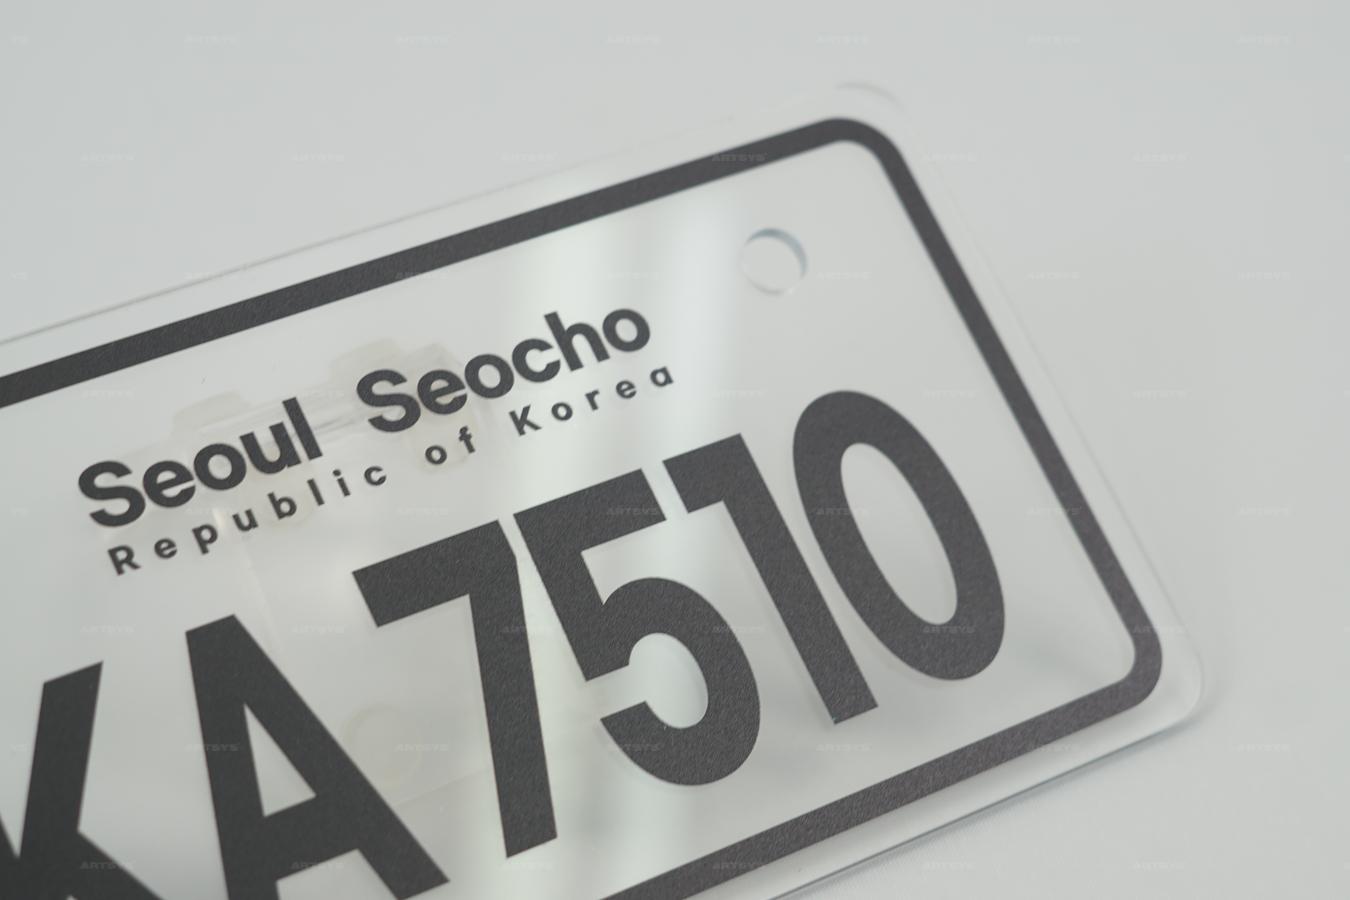 Seoul Seocho
Republic of Korea
KA7510